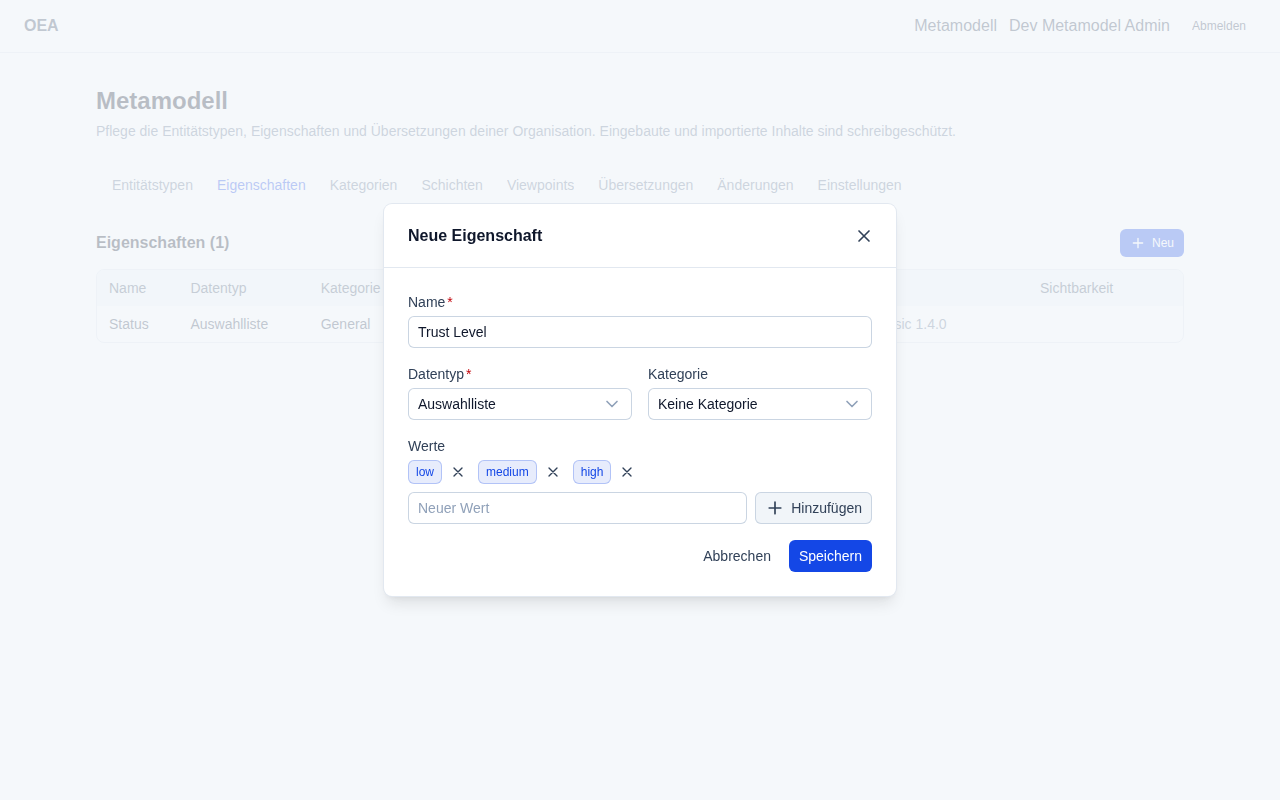 OEA
Metamodell Dev Metamodel Admin Abmelden
Metamodell
Pflege die Entitätstypen, Eigenschaften und Übersetzungen deiner Organisation. Eingebaute und importierte Inhalte sind schreibgeschützt.
Entitätstypen Eigenschaften Kategorien Schichten Viewpoints Übersetzungen Änderungen Einstellungen
Eigenschaften (1)
Neu
Name Datentyp Kategorie Sichtbarkeit
Status Auswahlliste General sic 1.4.0
Neue Eigenschaft
Name*
Trust Level
Datentyp* Kategorie
Auswahlliste Keine Kategorie
Werte
low medium high
Neuer Wert Hinzufügen
Abbrechen Speichern